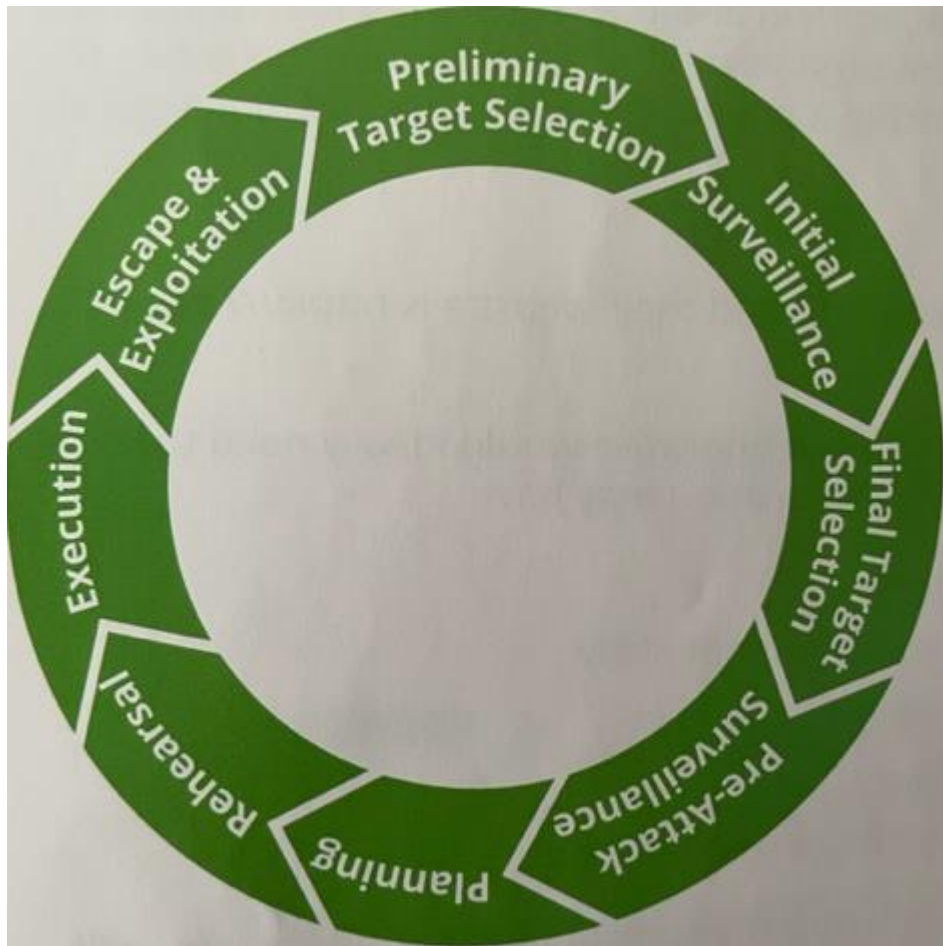 Preliminary
Target Selection
Initial
Surveillance
Final Target
Selection
Pre-Attack
Surveillance
Planning
Rehearsal
Execution
Escape &
Exploitation